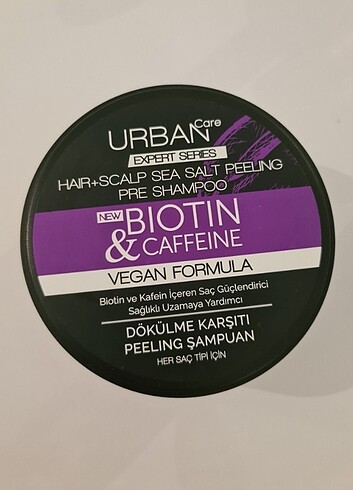 URBAN Care
EXPERT SERIES
HAIR+SCALP SEA SALT PEELING
PRE SHAMPOO
NEW BIOTIN
& CAFFEINE
VEGAN FORMULA
Biotin ve Kafein İçeren Saç Güçlendirici
Sağlıklı Uzamaya Yardımcı
DÖKÜLME KARŞITI
PEELING ŞAMPUAN
HER SAÇ TİPİ İÇİN